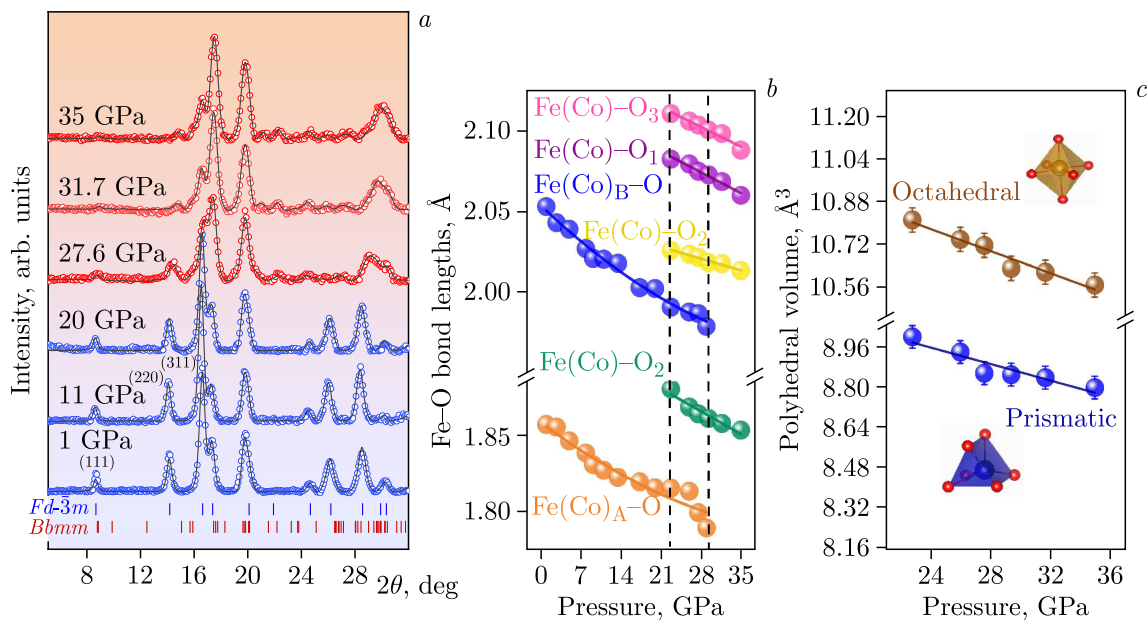 a
Intensity, arb. units
35 GPa
31.7 GPa
27.6 GPa
20 GPa
(311)
(220)
11 GPa
1 GPa
(111)
Fd-3̄m
Bbmm
8 12 16 20 24 28
2θ, deg
b
Fe–O bond lengths, Å
2.10
2.05
2.00
1.85
1.80
Fe(Co)–O₃
Fe(Co)–O₁
Fe(Co)_B–O
Fe(Co)–O₂
Fe(Co)–O₂
Fe(Co)_A–O
0 7 14 21 28 35
Pressure, GPa
c
Polyhedral volume, Å³
11.20
11.04
10.88
10.72
10.56
8.96
8.80
8.64
8.48
8.32
8.16
Octahedral
Prismatic
24 28 32 36
Pressure, GPa